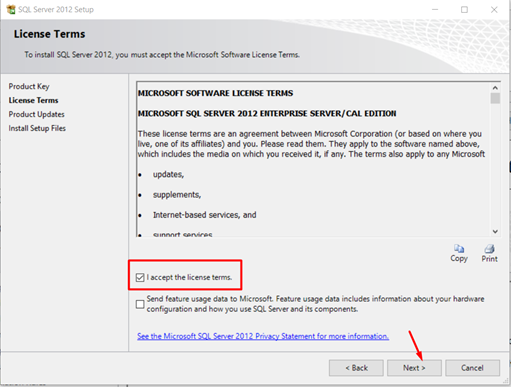 SQL Server 2012 Setup
License Terms
To install SQL Server 2012, you must accept the Microsoft Software License Terms.
Product Key
License Terms
Product Updates
Install Setup Files
MICROSOFT SOFTWARE LICENSE TERMS
MICROSOFT SQL SERVER 2012 ENTERPRISE SERVER/CAL EDITION
These license terms are an agreement between Microsoft Corporation (or based on where you
live, one of its affiliates) and you. Please read them. They apply to the software named above,
which includes the media on which you received it, if any. The terms also apply to any Microsoft
• updates,
• supplements,
• Internet-based services, and
• support services
Copy Print
I accept the license terms.
Send feature usage data to Microsoft. Feature usage data includes information about your hardware
configuration and how you use SQL Server and its components.
See the Microsoft SQL Server 2012 Privacy Statement for more information.
< Back Next > Cancel